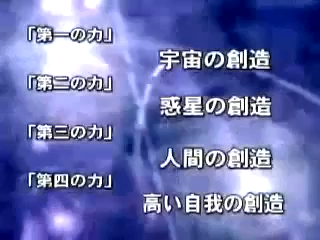 「第一の力」
宇宙の創造
「第二の力」
惑星の創造
「第三の力」
人間の創造
「第四の力」
高い自我の創造